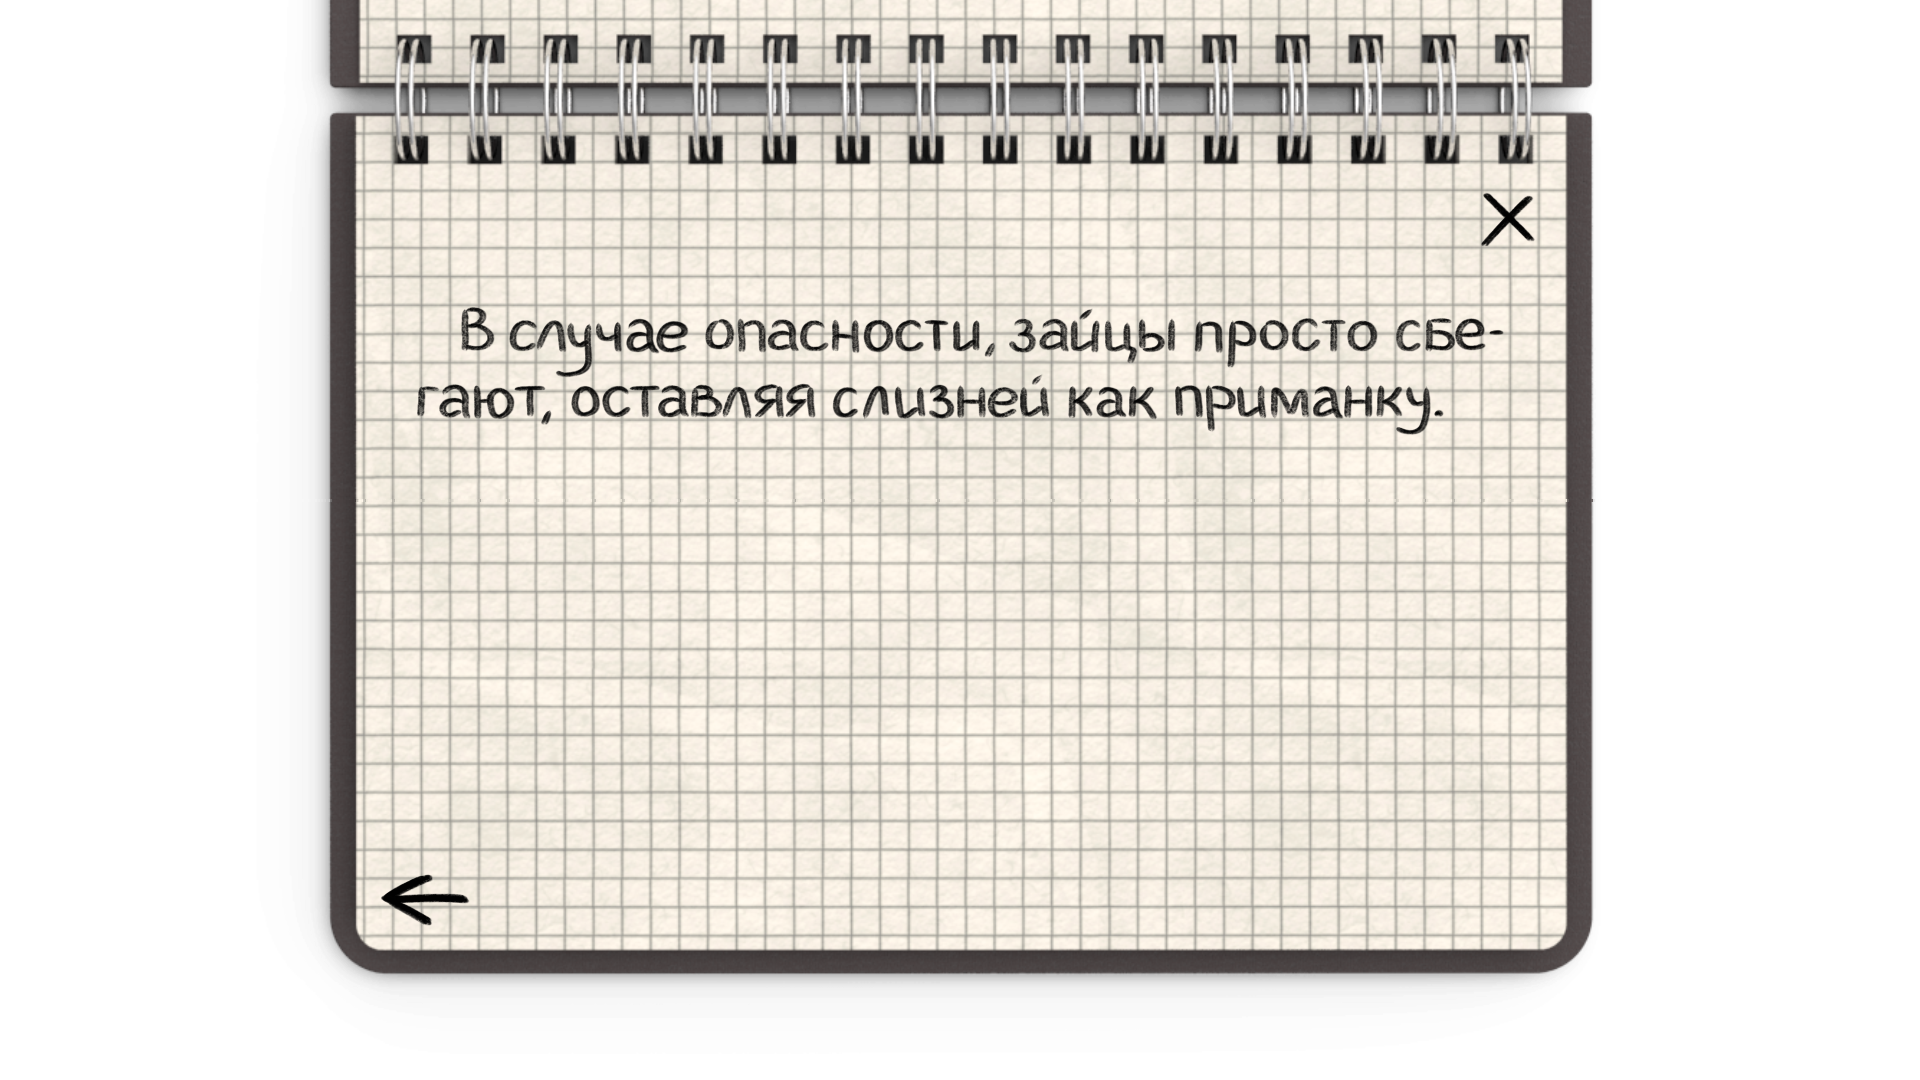 В случае опасности, зайцы просто сбе-
гают, оставляя слизней как приманку.